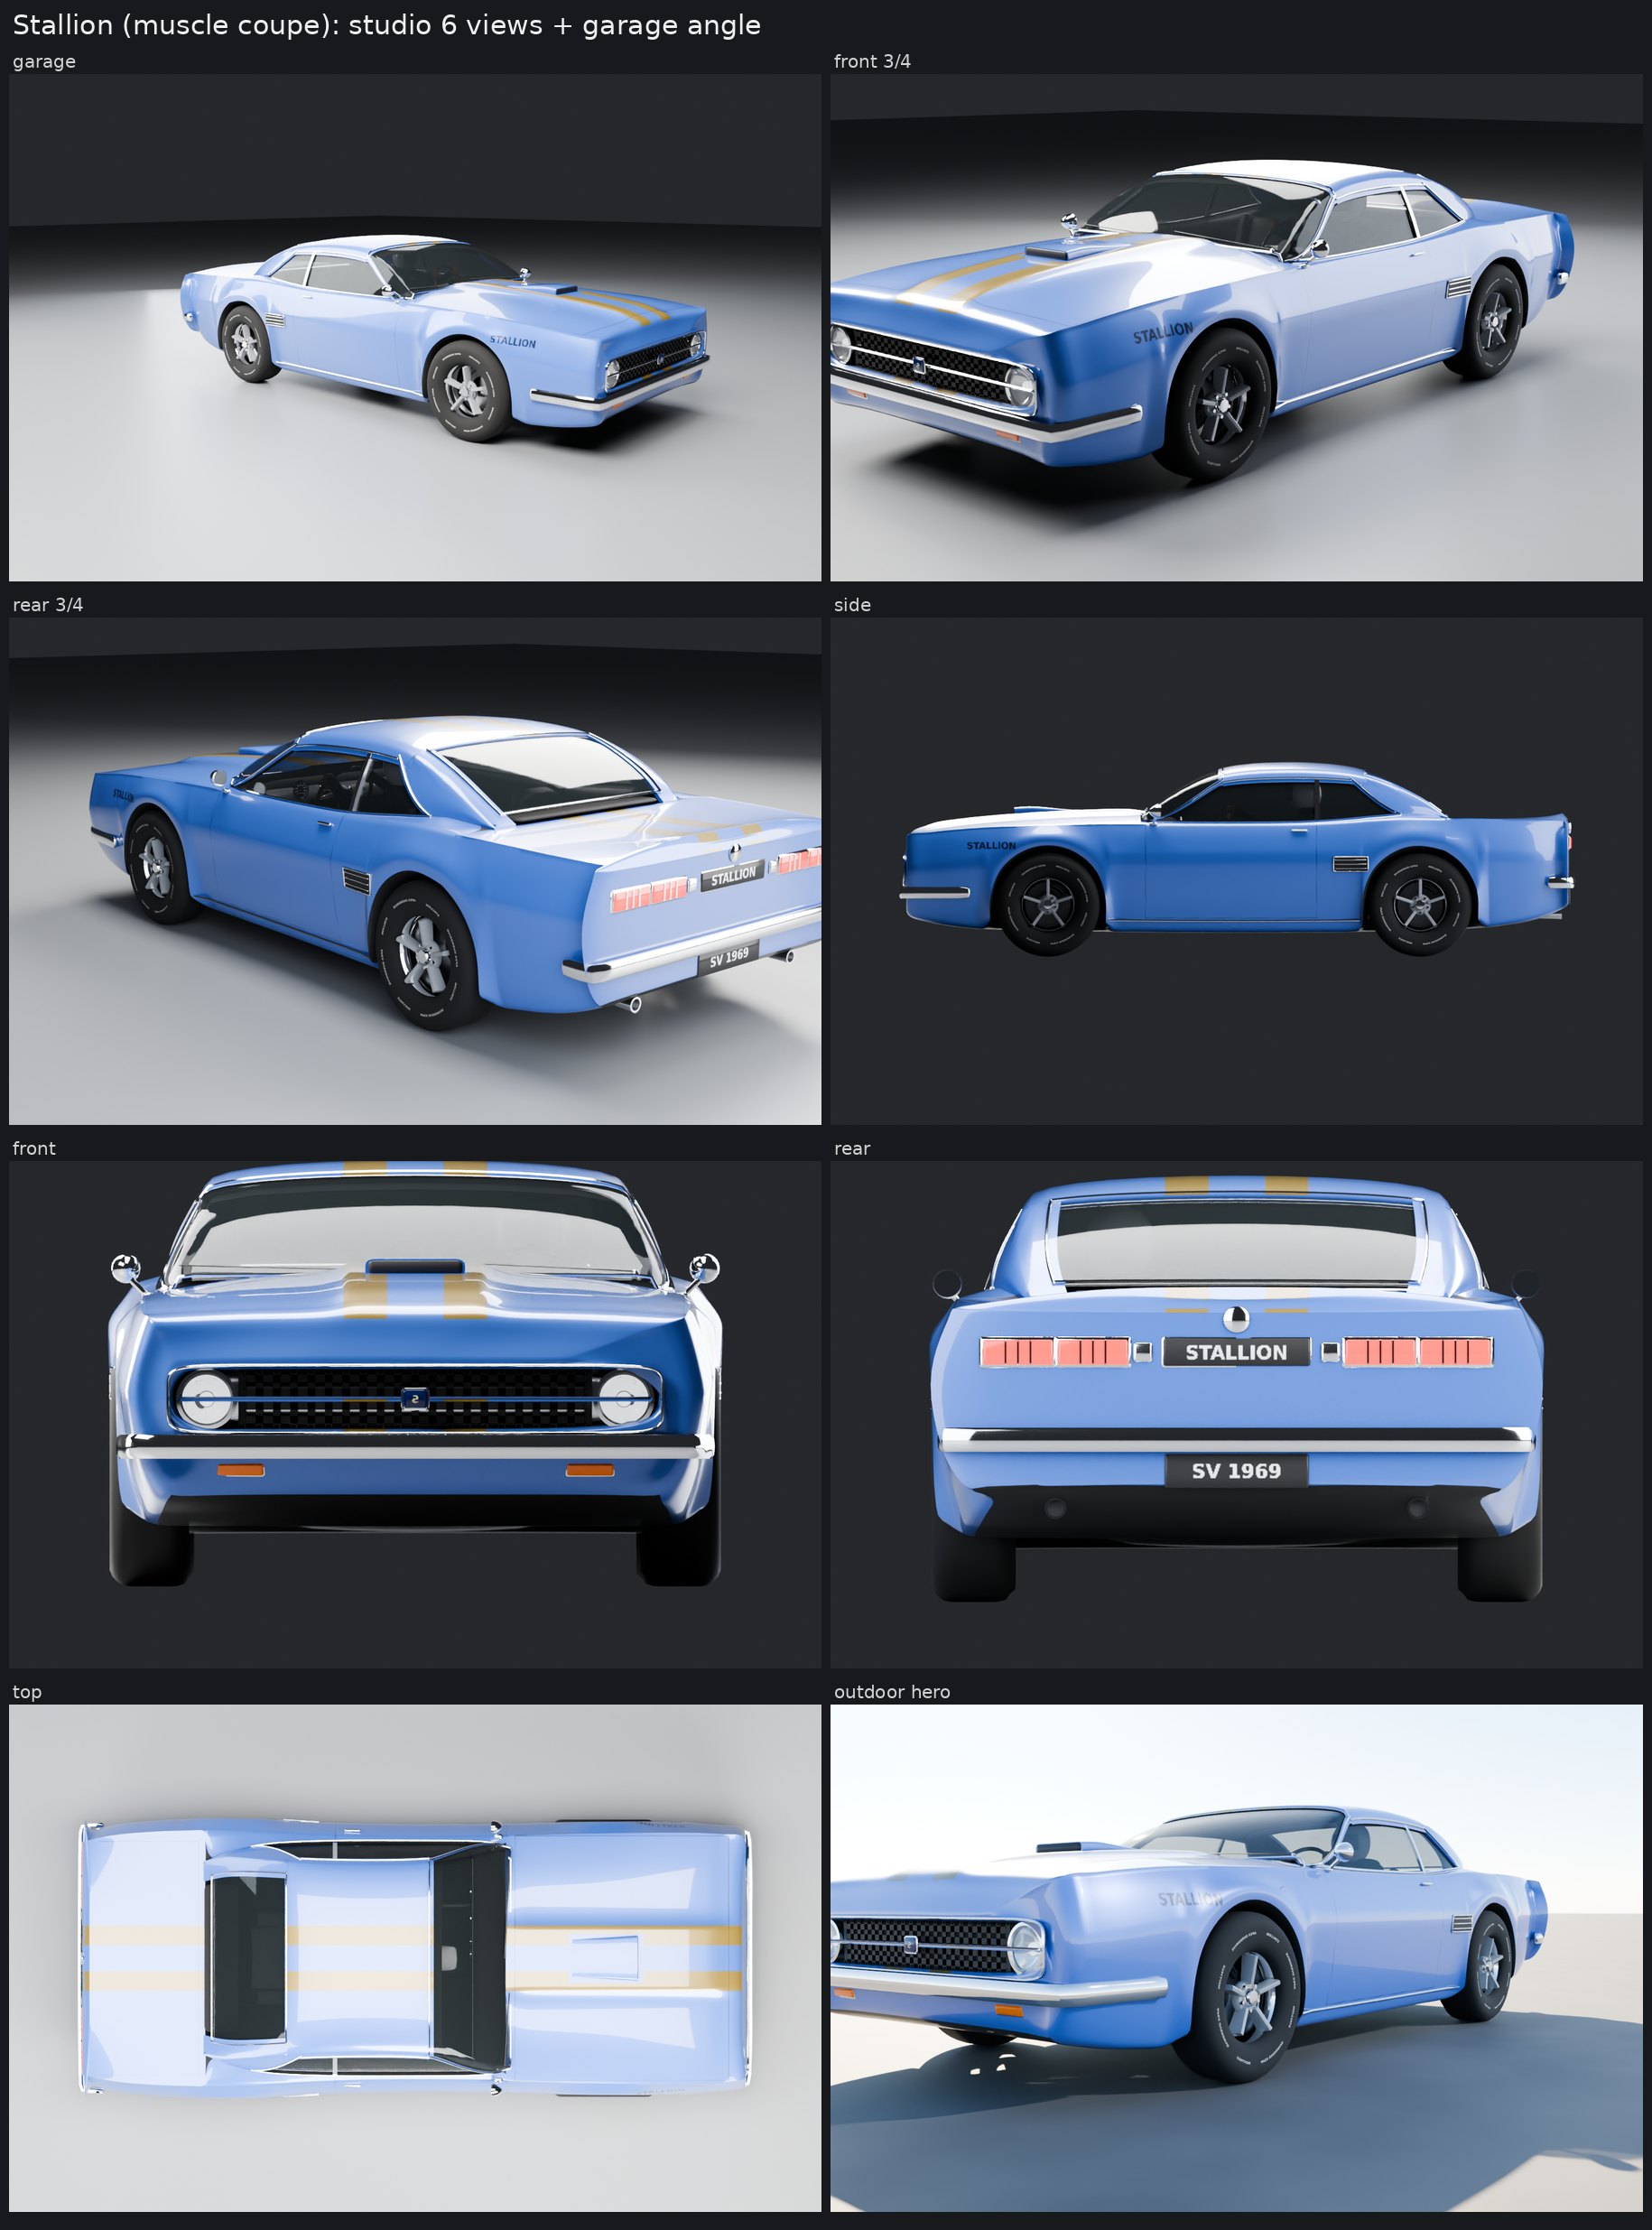 Stallion (muscle coupe): studio 6 views + garage angle
garage
front 3/4
STALLION
STALLION
rear 3/4
side
STALLION
STALLION
SV 1969
STALLION
front
rear
STALLION
SV 1969
top
outdoor hero
STALLION